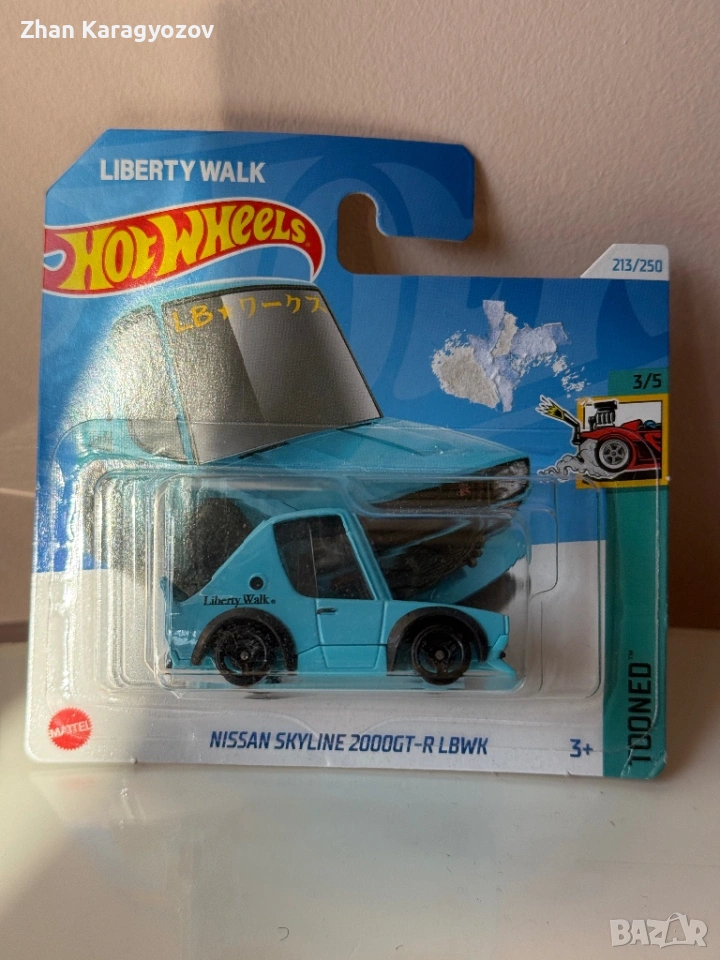 Zhan Karagyozov
LIBERTY WALK
HOT WHEELS
213/250
LB★ワークス
3/5
Liberty Walk
TOONED™
MATTEL
NISSAN SKYLINE 2000GT-R LBWK
3+
BAZAR